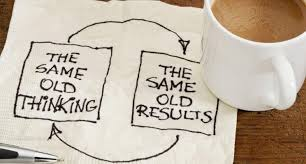 THE
SAME
OLD
THINKING
THE
SAME
OLD
RESULTS